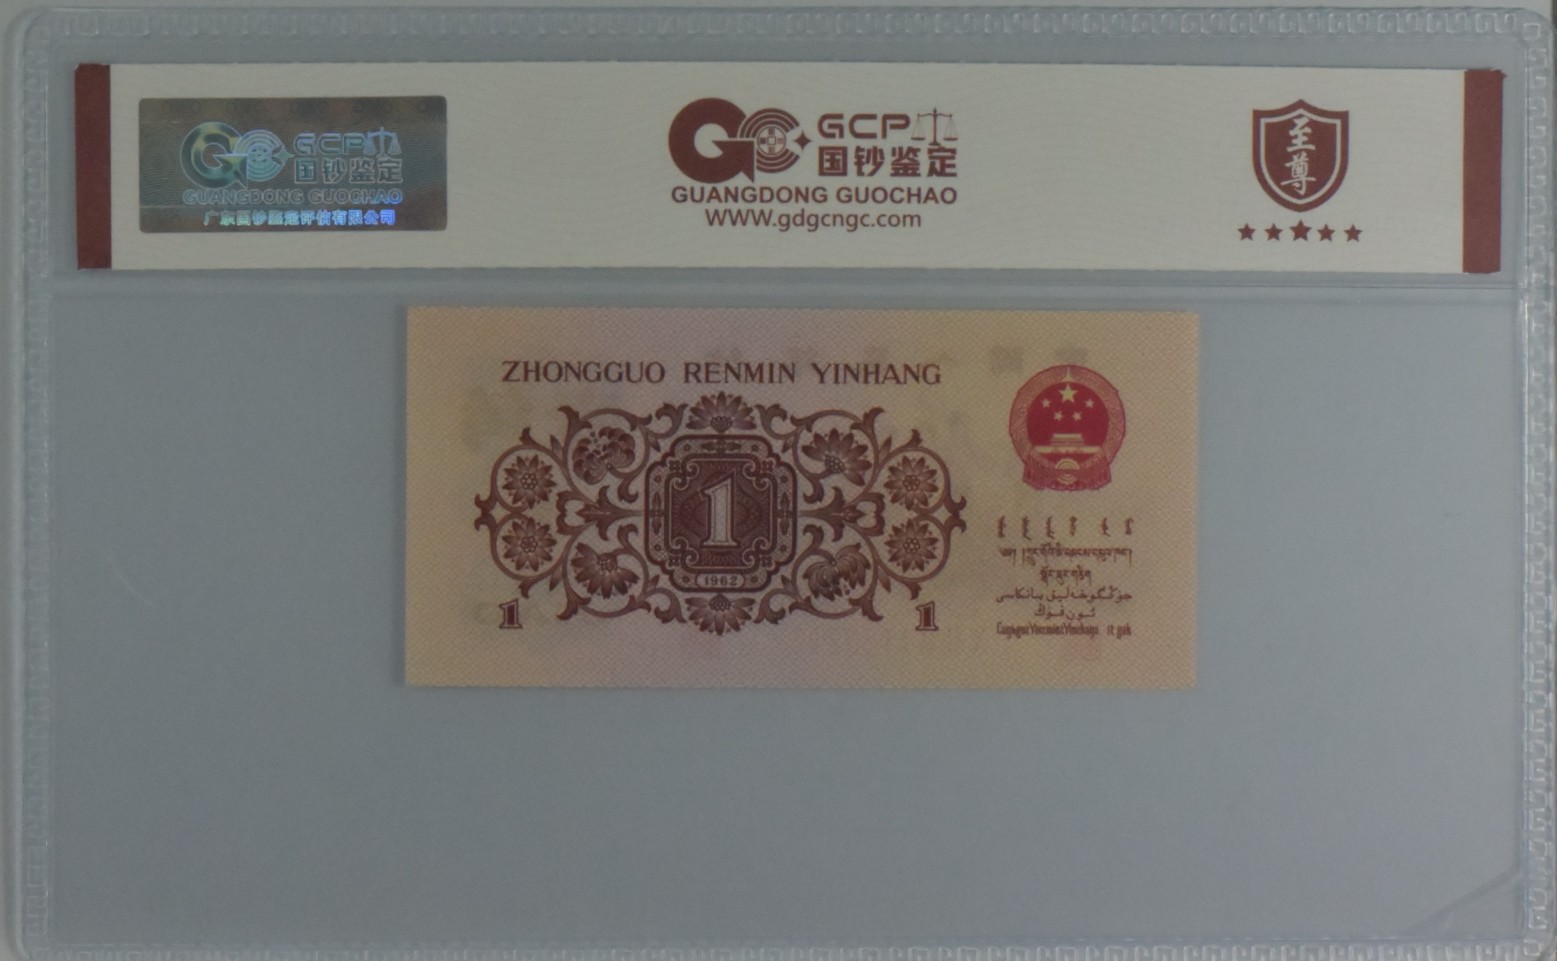 GCP
国钞鉴定
GUANGDONG GUOCHAO
广东国钞鉴定评估有限公司
GCP
国钞鉴定
GUANGDONG GUOCHAO
WWW.gdgcngc.com
至尊
ZHONGGUO RENMIN YINHANG
1
1962
1
1
جۇڭگوخەلىق بانكاسى